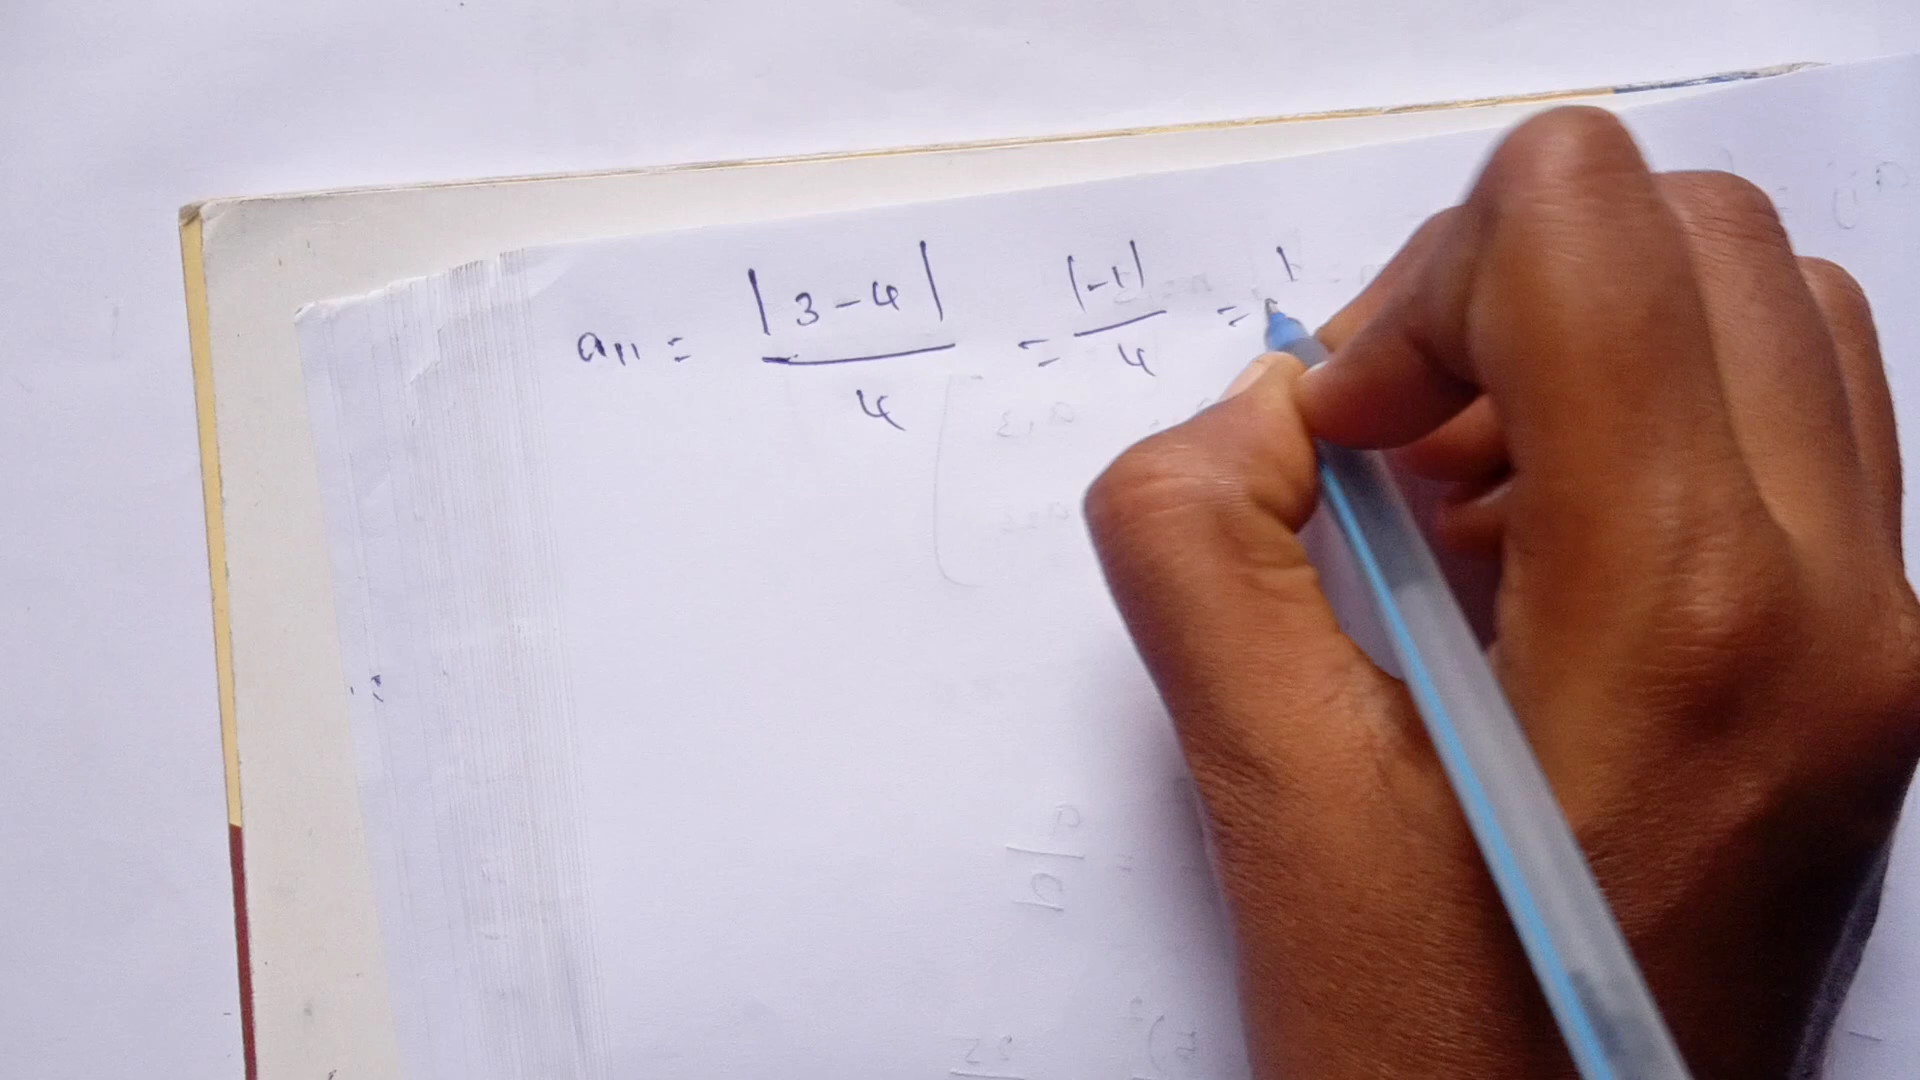 a₁₁ = |3-4| / 4 = |-1| / 4 = 1